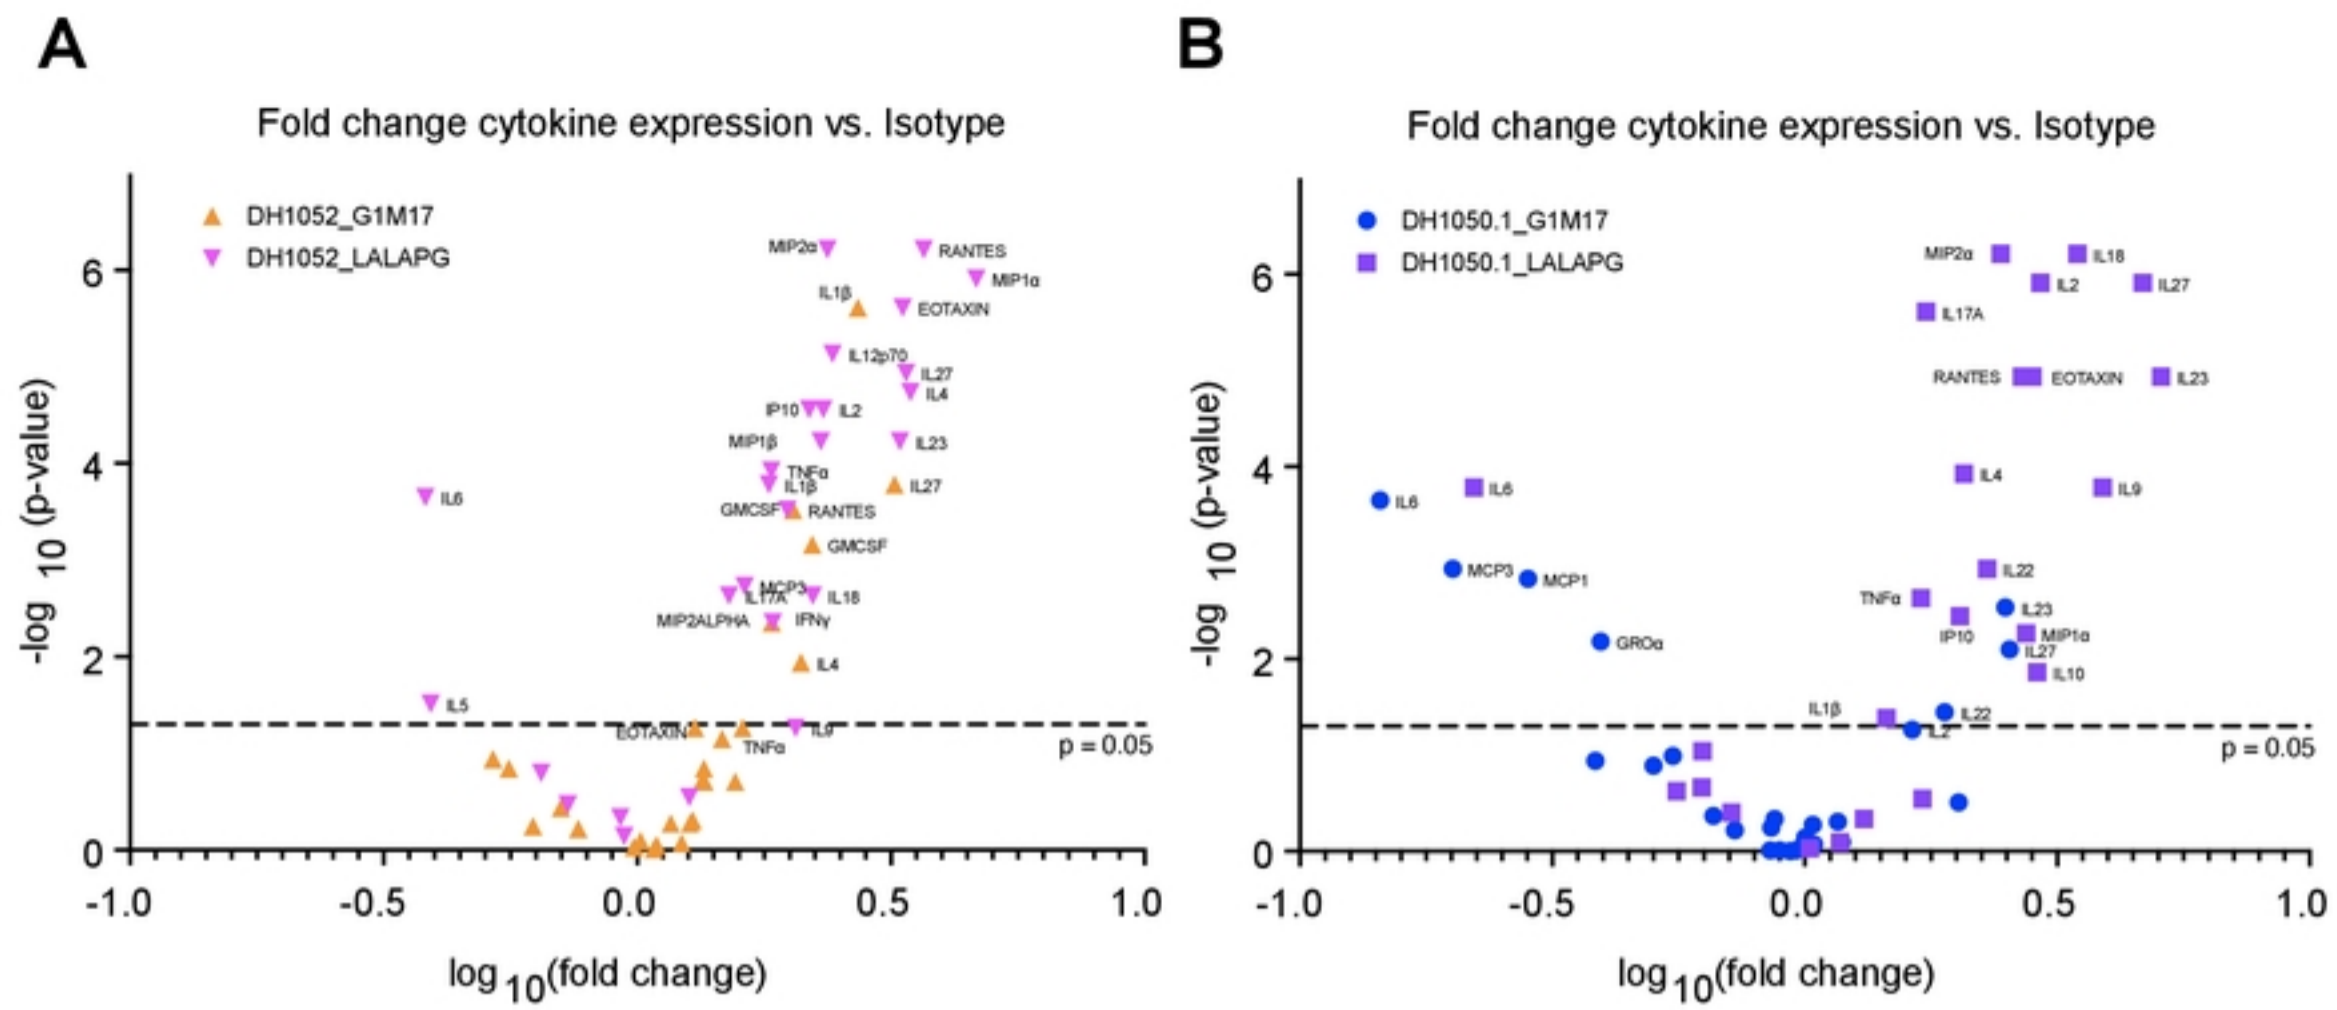 A
Fold change cytokine expression vs. Isotype
DH1052_G1M17
DH1052_LALAPG
-log 10 (p-value)
6
4
2
0
MIP2α
RANTES
MIP1α
IL1β
EOTAXIN
IL12p70
IL27
IL4
IP10
IL2
MIP1β
IL23
TNFα
IL1β
IL27
IL6
GMCSF
RANTES
GMCSF
MCP3
IL17A
IL18
MIP2ALPHA
IFNγ
IL4
IL5
EOTAXIN
TNFα
IL9
p = 0.05
-1.0
-0.5
0.0
0.5
1.0
log10(fold change)
B
Fold change cytokine expression vs. Isotype
DH1050.1_G1M17
DH1050.1_LALAPG
-log 10 (p-value)
6
4
2
0
MIP2α
IL18
IL2
IL27
IL17A
RANTES
EOTAXIN
IL23
IL4
IL9
IL6
IL6
MCP3
MCP1
IL22
TNFα
IL23
IP10
MIP1α
GROα
IL27
IL10
IL1β
IL22
IL2
p = 0.05
-1.0
-0.5
0.0
0.5
1.0
log10(fold change)